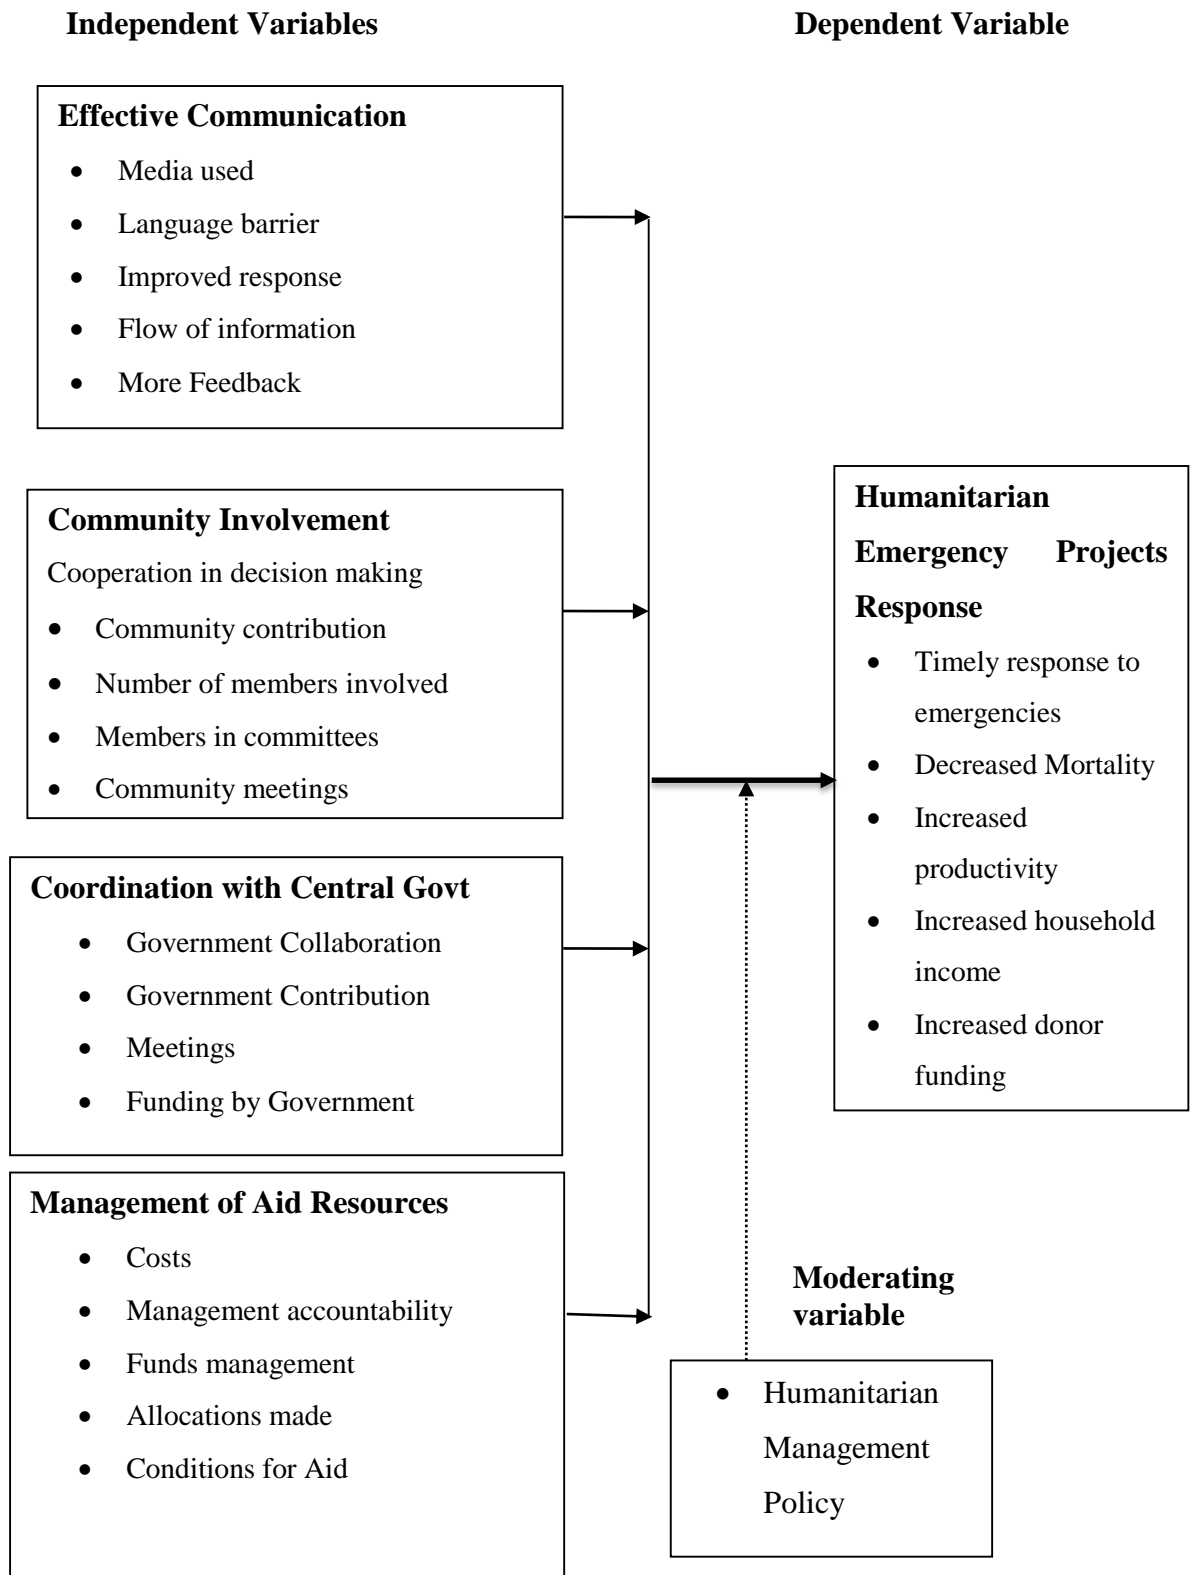 Independent Variables
Dependent Variable
Effective Communication
• Media used
• Language barrier
• Improved response
• Flow of information
• More Feedback
Community Involvement
Cooperation in decision making
• Community contribution
• Number of members involved
• Members in committees
• Community meetings
Coordination with Central Govt
• Government Collaboration
• Government Contribution
• Meetings
• Funding by Government
Management of Aid Resources
• Costs
• Management accountability
• Funds management
• Allocations made
• Conditions for Aid
Humanitarian
Emergency Projects
Response
• Timely response to
emergencies
• Decreased Mortality
• Increased
productivity
• Increased household
income
• Increased donor
funding
Moderating
variable
• Humanitarian
Management
Policy